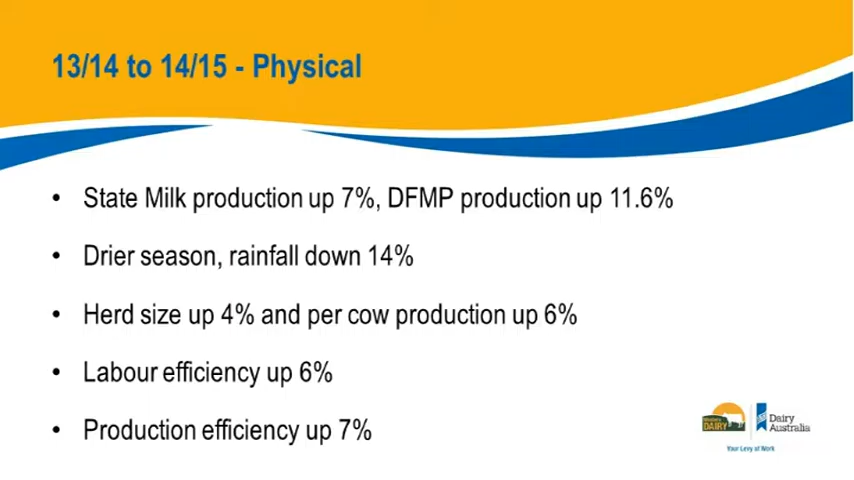 13/14 to 14/15 - Physical
• State Milk production up 7%, DFMP production up 11.6%
• Drier season, rainfall down 14%
• Herd size up 4% and per cow production up 6%
• Labour efficiency up 6%
• Production efficiency up 7%
DAIRY
Dairy
Australia
Your Levy at Work